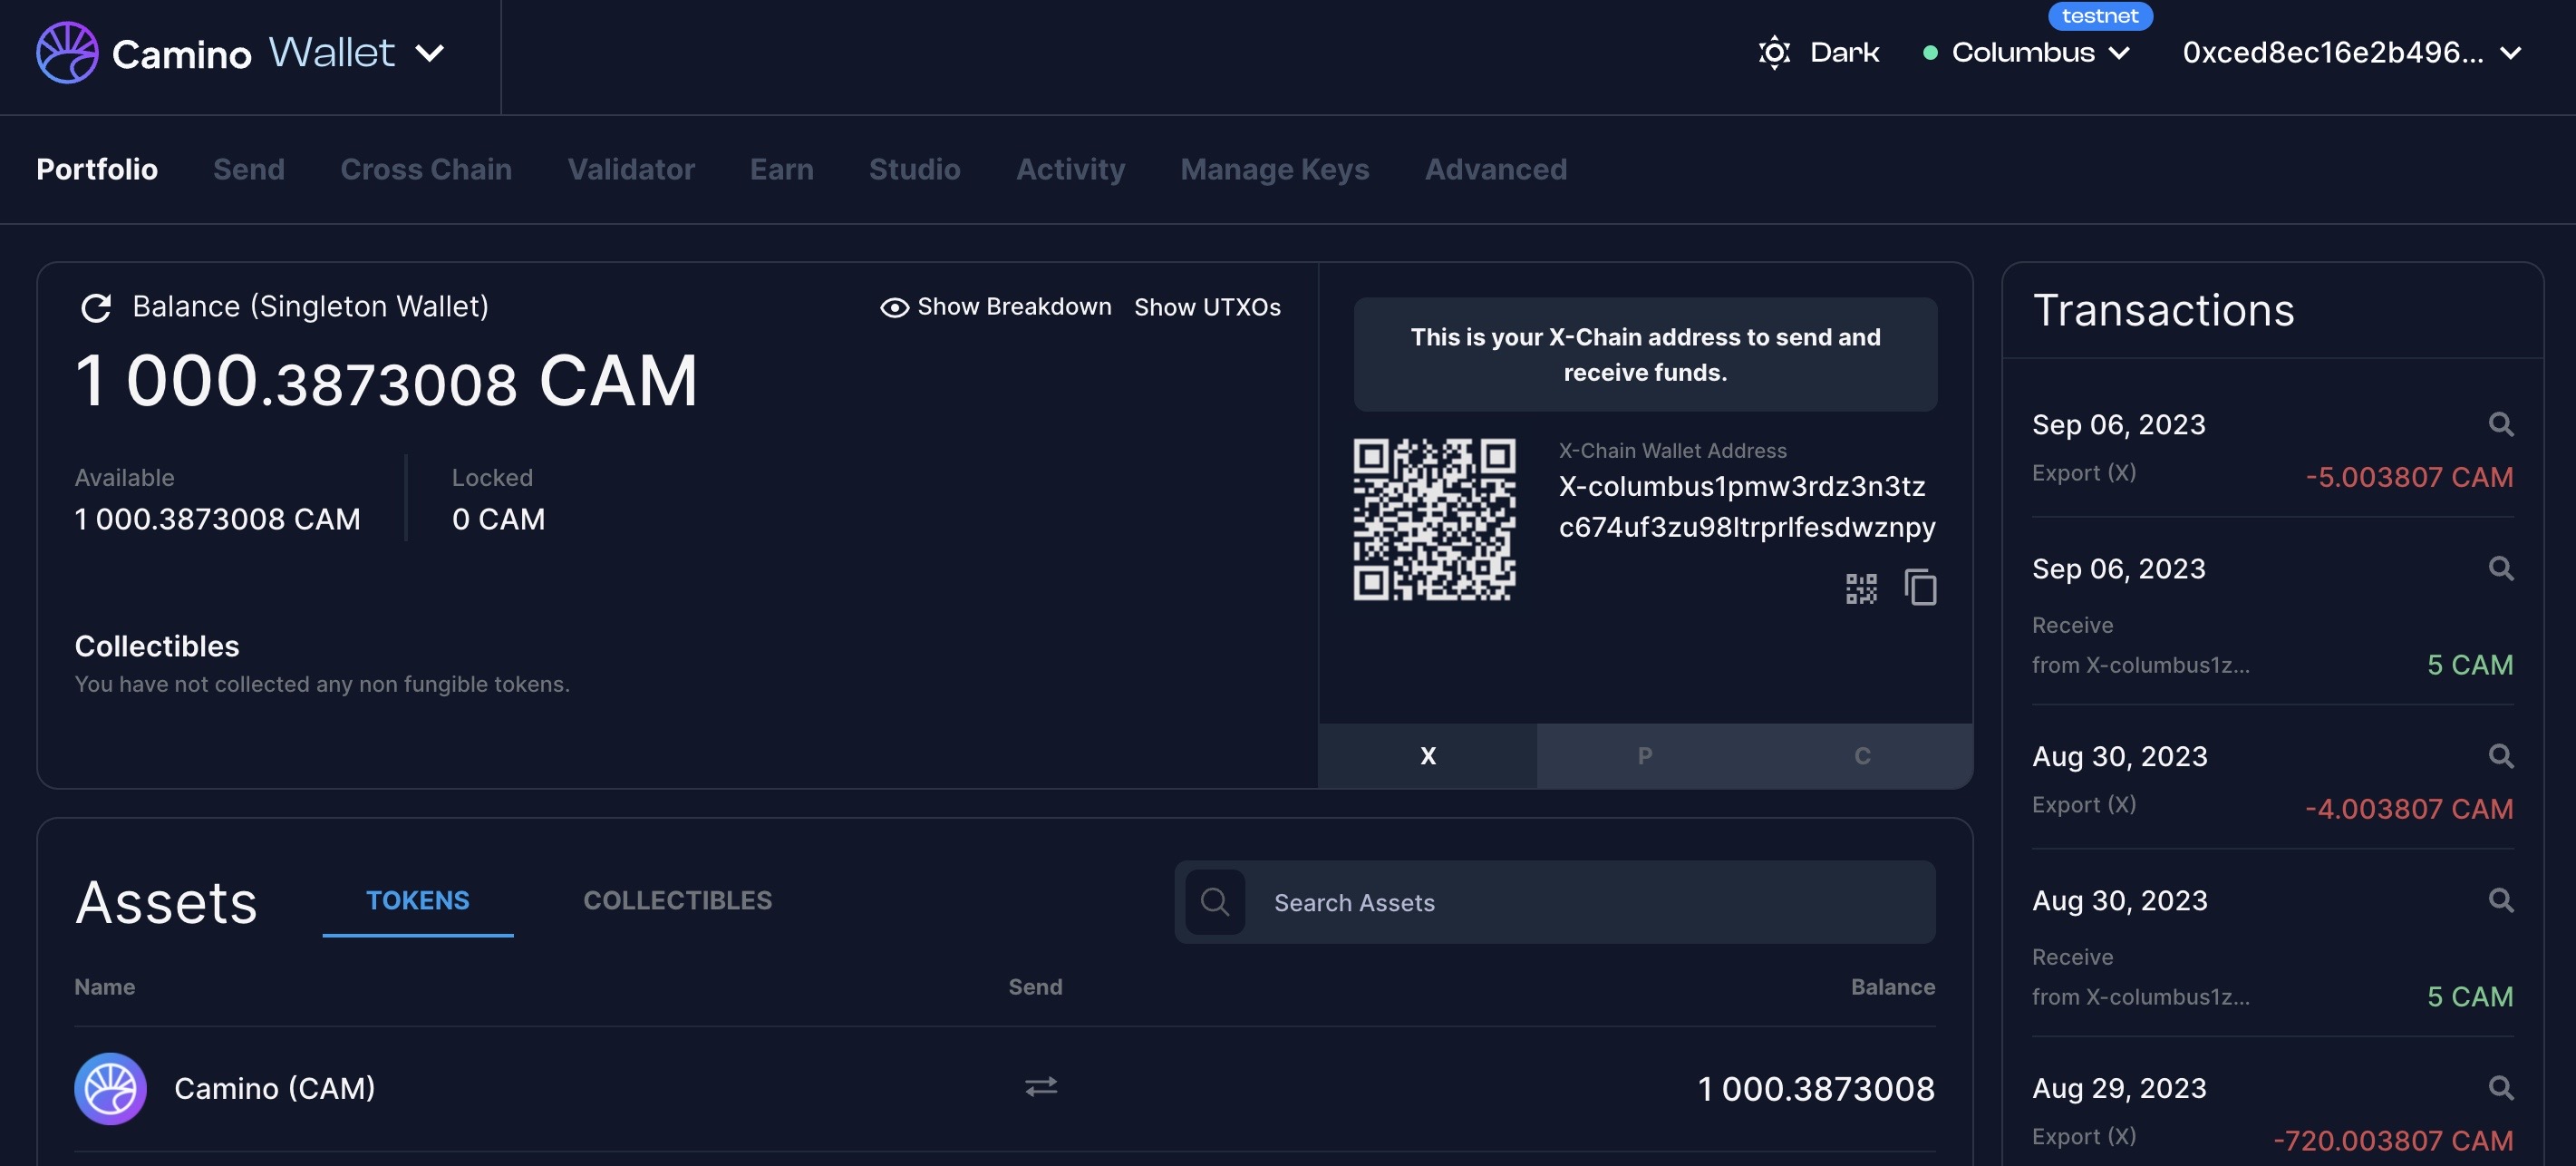 Camino Wallet
testnet
Dark
Columbus
0xced8ec16e2b496...
Portfolio Send Cross Chain Validator Earn Studio Activity Manage Keys Advanced
Balance (Singleton Wallet)
Show Breakdown Show UTXOs
1 000.3873008 CAM
Available
1 000.3873008 CAM
Locked
0 CAM
Collectibles
You have not collected any non fungible tokens.
This is your X-Chain address to send and
receive funds.
X-Chain Wallet Address
X-columbus1pmw3rdz3n3tz
c674uf3zu98ltrprlfesdwznpy
X P C
Assets
TOKENS
COLLECTIBLES
Search Assets
Name Send Balance
Camino (CAM) 1 000.3873008
Transactions
Sep 06, 2023
Export (X) -5.003807 CAM
Sep 06, 2023
Receive
from X-columbus1z... 5 CAM
Aug 30, 2023
Export (X) -4.003807 CAM
Aug 30, 2023
Receive
from X-columbus1z... 5 CAM
Aug 29, 2023
Export (X) -720.003807 CAM